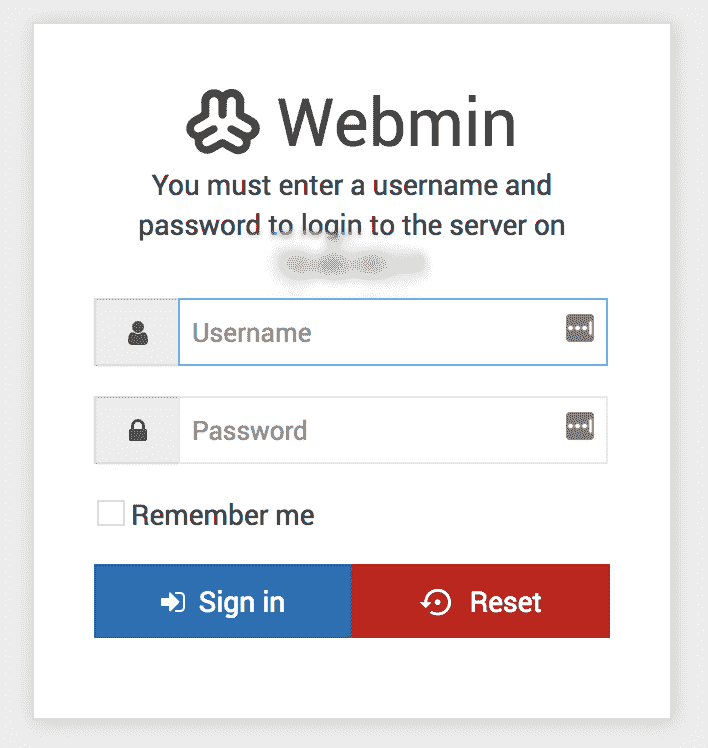 Webmin
You must enter a username and
password to login to the server on
Username
Password
Remember me
Sign in
Reset